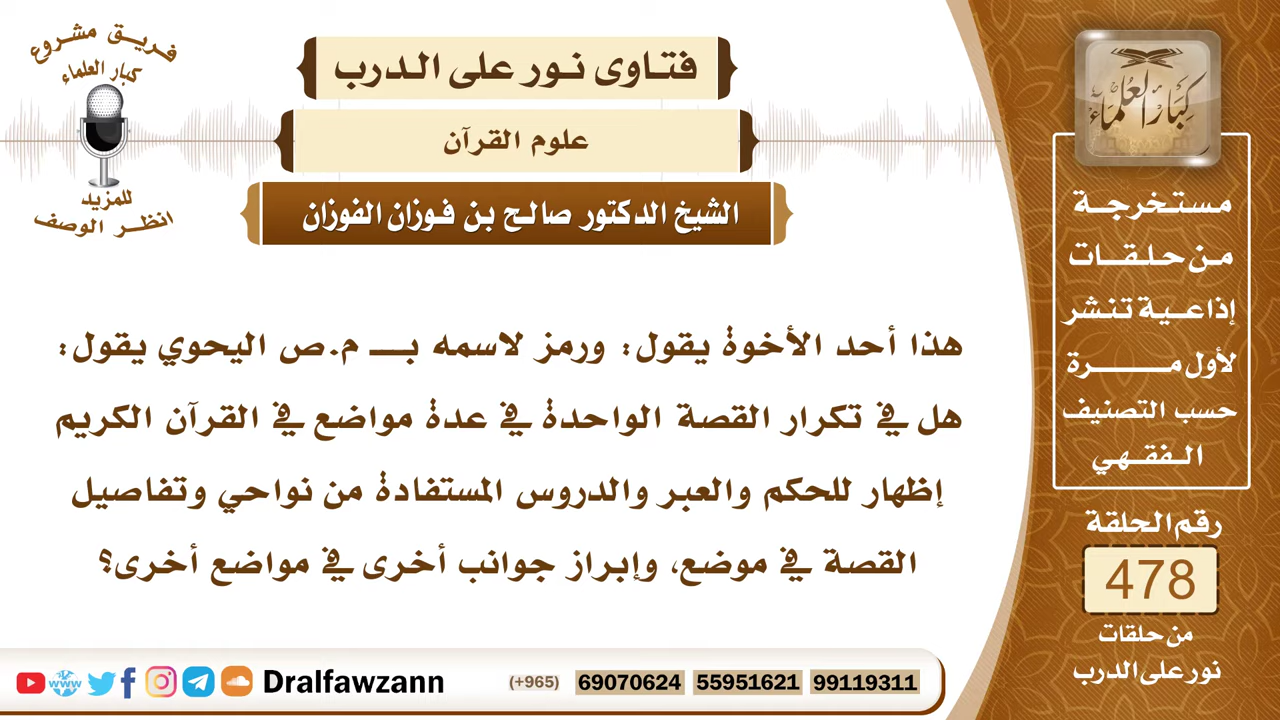 فريق مشروع
كبار العلماء
للمزيد
انظر الوصف
فتاوى نور على الدرب
علوم القرآن
الشيخ الدكتور صالح بن فوزان الفوزان
هذا أحد الأخوة يقول: ورمز لاسمه بـ م.ص اليحوي يقول:
هل في تكرار القصة الواحدة في عدة مواضع في القرآن الكريم
إظهار للحكم والعبر والدروس المستفادة من نواحي وتفاصيل
القصة في موضع، وإبراز جوانب أخرى في مواضع أخرى؟
كبار العلماء
مستخرجة
من حلقات
إذاعية تنشر
لأول مرة
حسب التصنيف
الفقهي
رقم الحلقة
478
من حلقات
نور على الدرب
www
Dralfawzann
(+965) 69070624 55951621 99119311